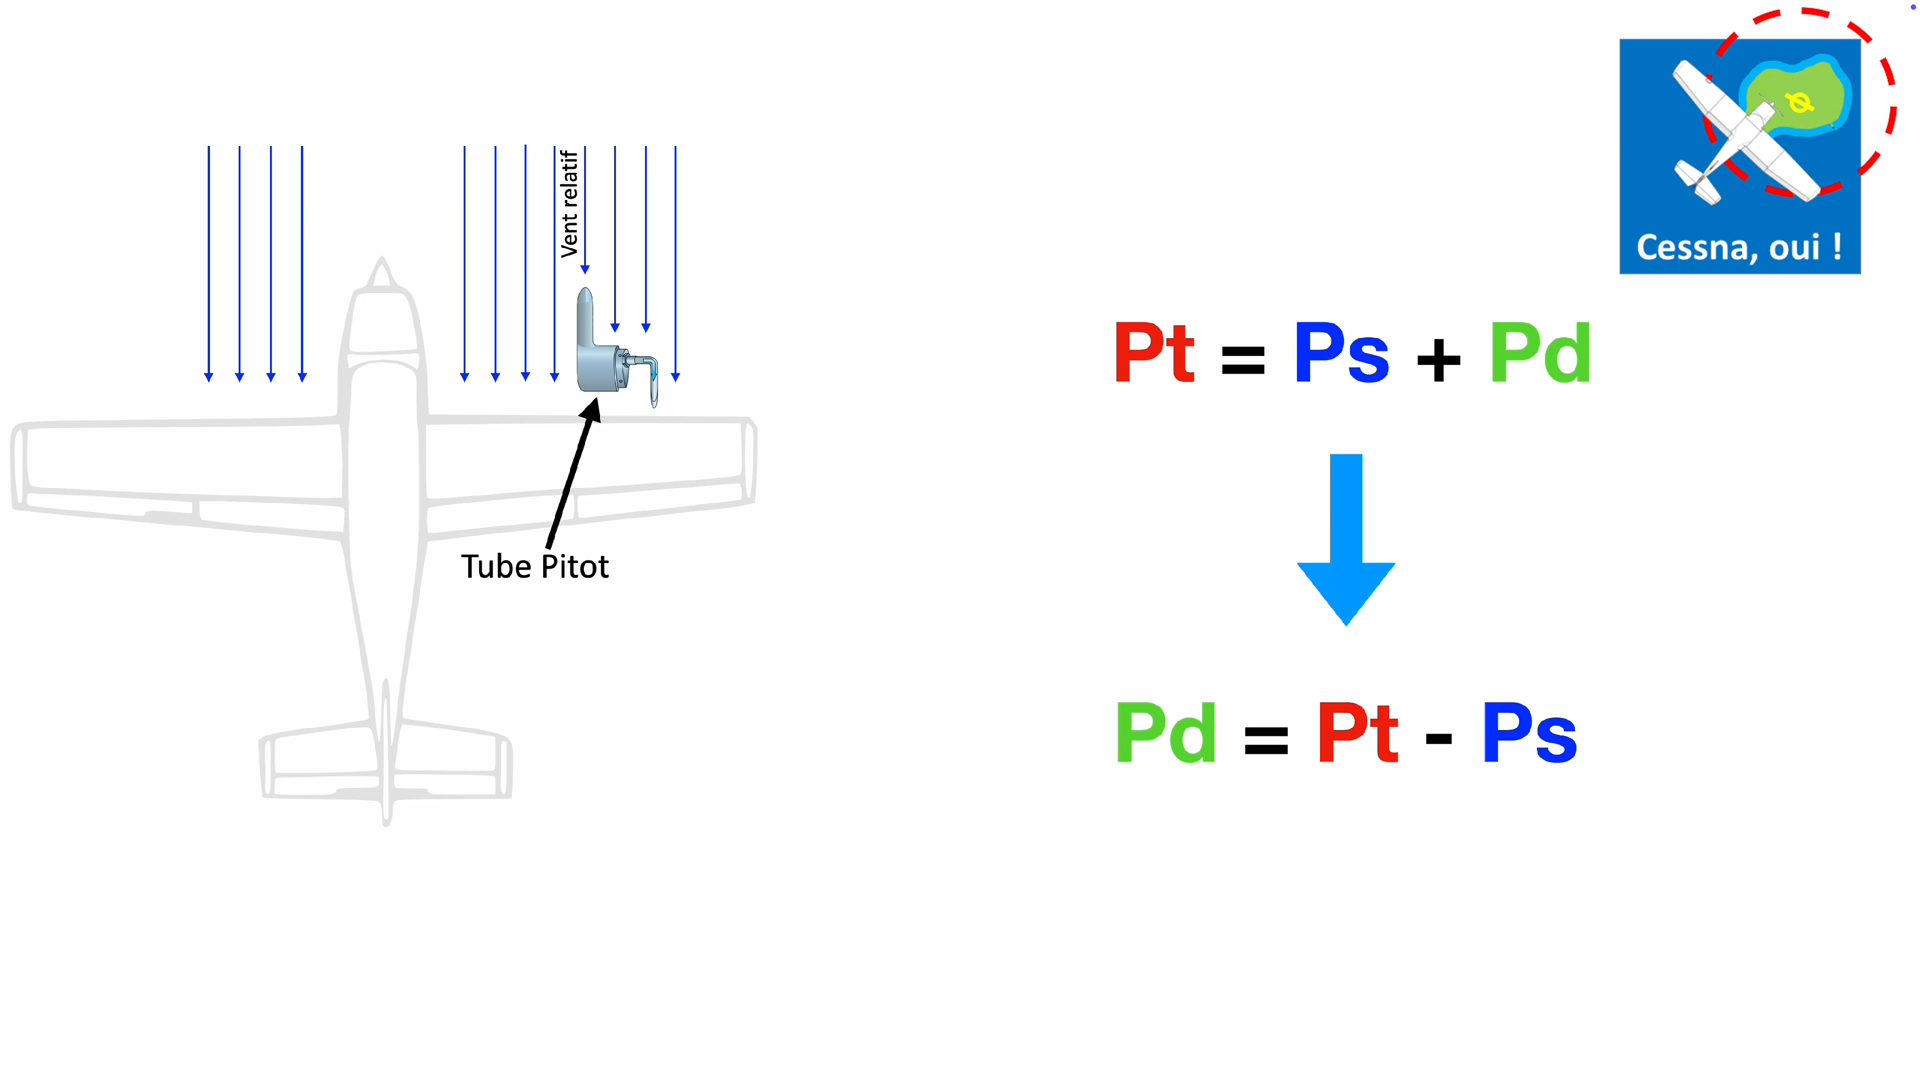 Vent relatif
Tube Pitot
Cessna, oui !
Pt = Ps + Pd
Pd = Pt - Ps